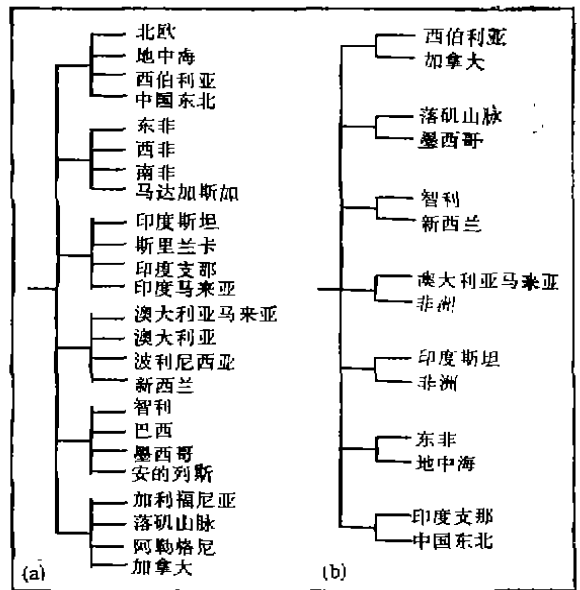 北欧
地中海
西伯利亚
中国东北
东非
西非
南非
马达加斯加
印度斯坦
斯里兰卡
印度支那
印度马来亚
澳大利亚马来亚
澳大利亚
波利尼西亚
新西兰
智利
巴西
墨西哥
安的列斯
加利福尼亚
落矶山脉
阿勒格尼
加拿大
(a)
西伯利亚
加拿大
落矶山脉
墨西哥
智利
新西兰
澳大利亚马来亚
非洲
印度斯坦
非洲
东非
地中海
印度支那
中国东北
(b)